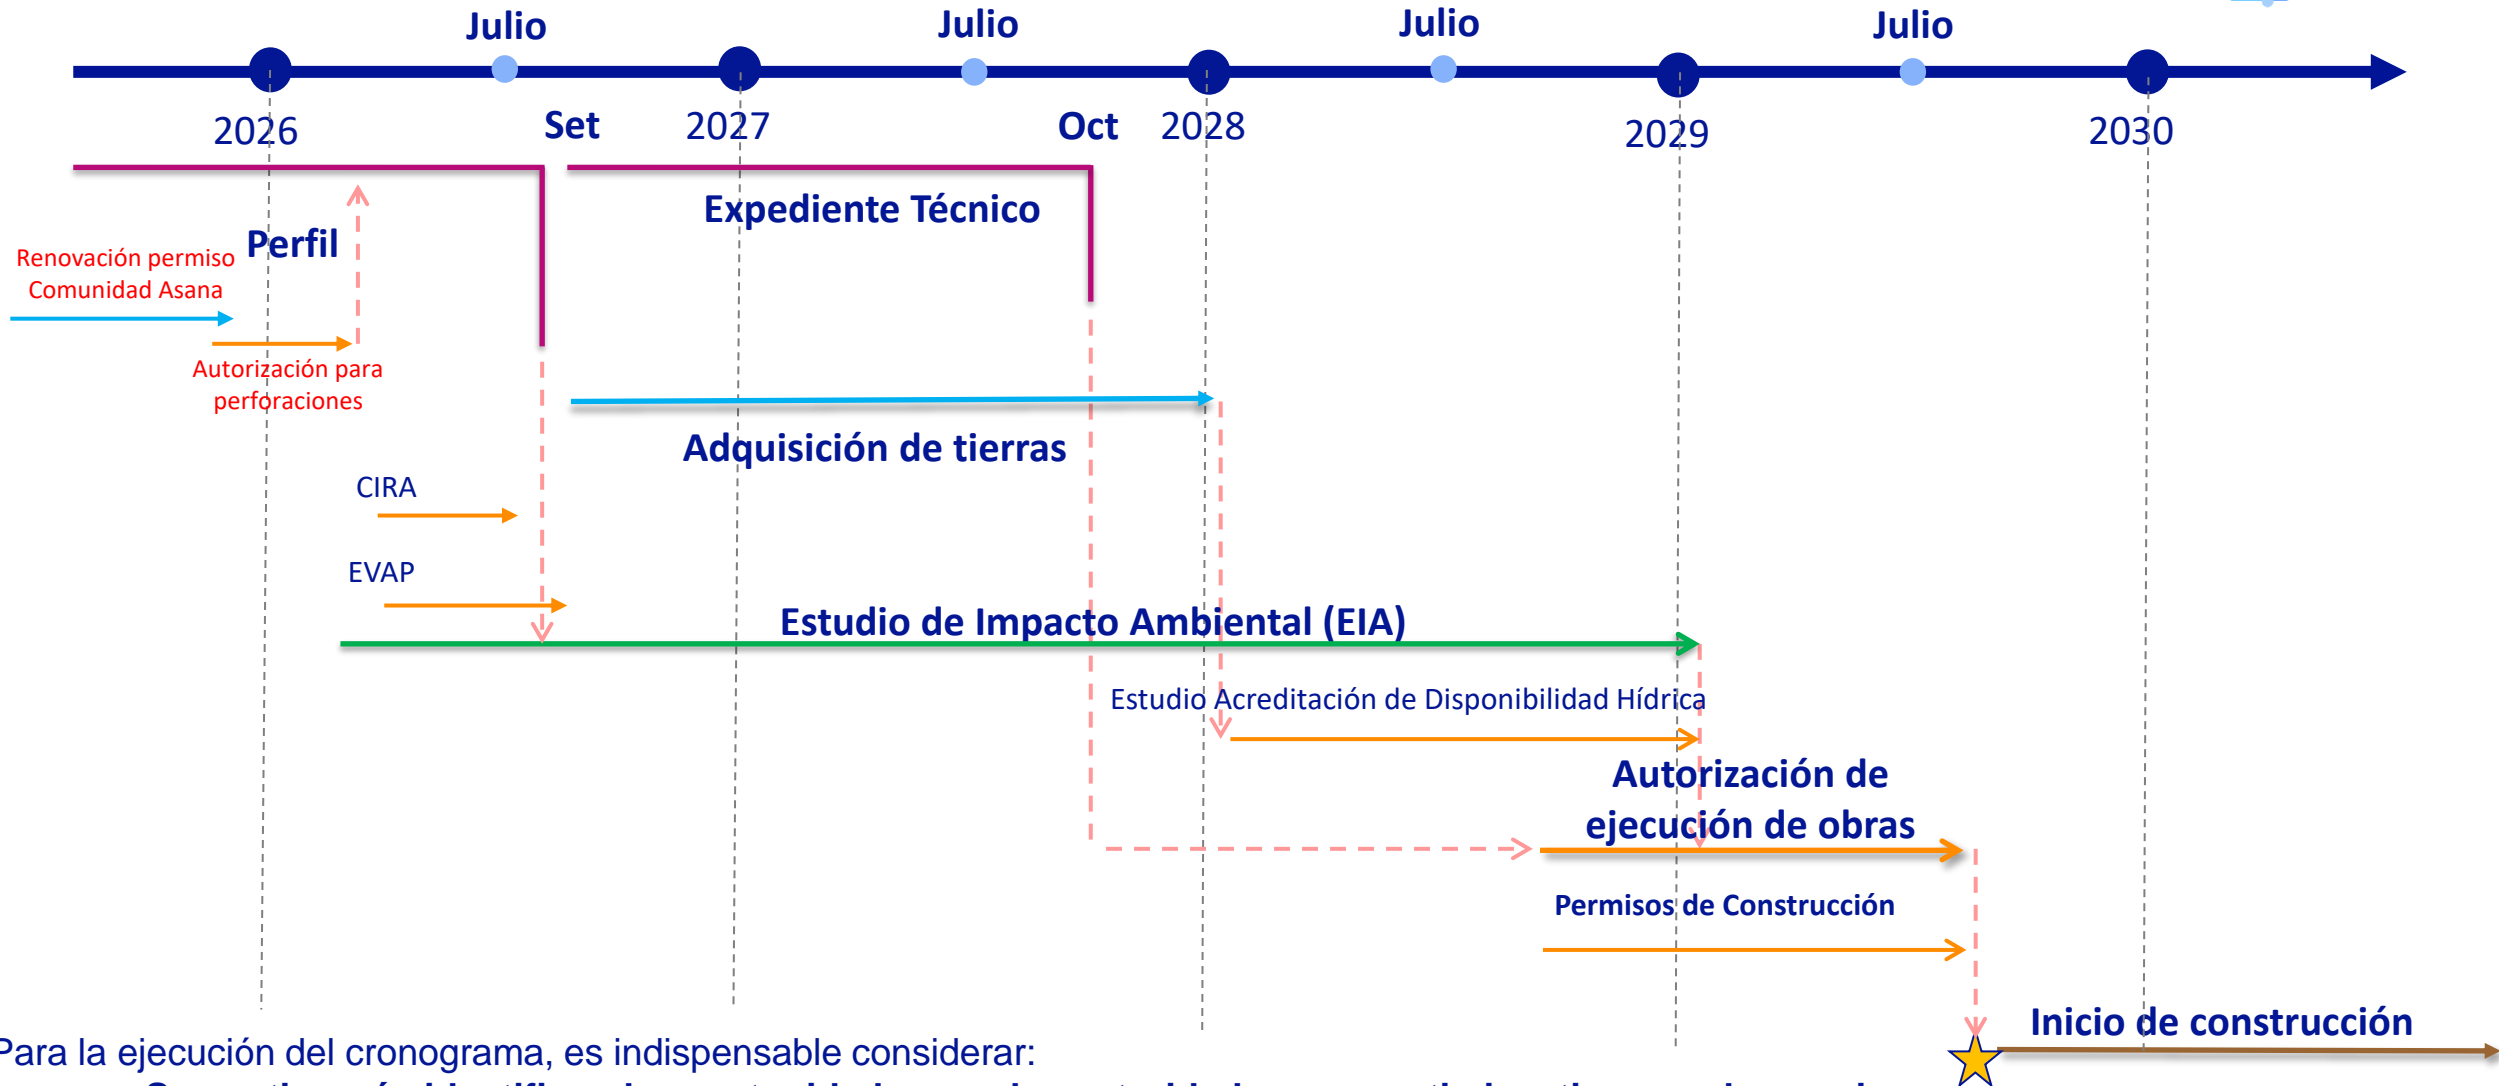 Julio
Julio
Julio
Julio
2026
Set
2027
Oct
2028
2029
2030
Expediente Técnico
Perfil
Renovación permiso
Comunidad Asana
Autorización para
perforaciones
Adquisición de tierras
CIRA
EVAP
Estudio de Impacto Ambiental (EIA)
Estudio Acreditación de Disponibilidad Hídrica
Autorización de
ejecución de obras
Permisos de Construcción
Inicio de construcción
Para la ejecución del cronograma, es indispensable considerar: